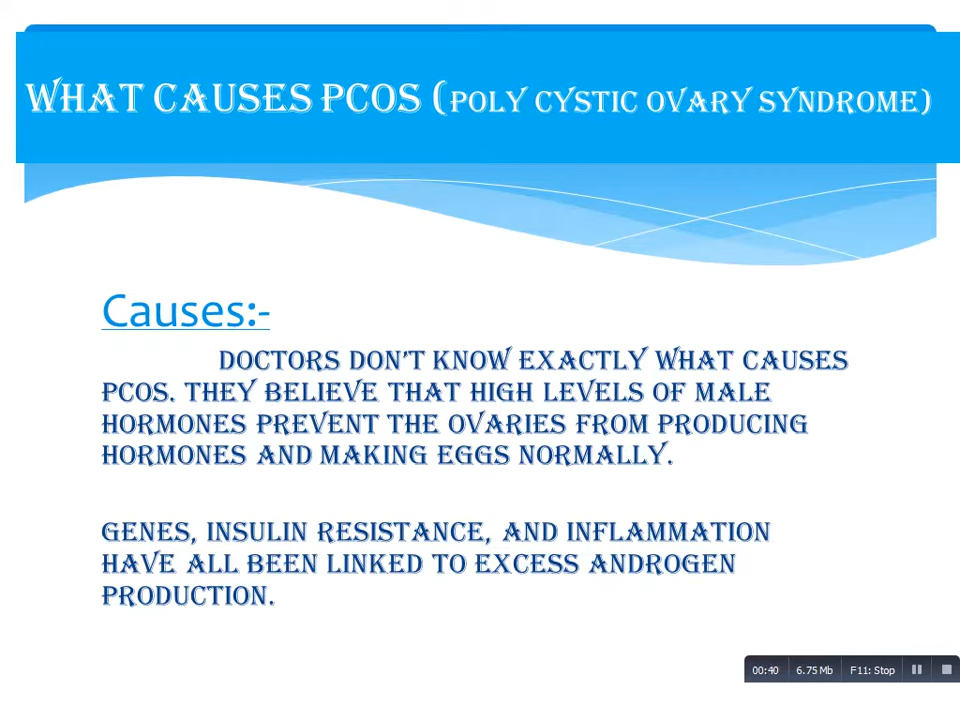 WHAT CAUSES PCOS (POLY CYSTIC OVARY SYNDROME)
Causes:-
DOCTORS DON'T KNOW EXACTLY WHAT CAUSES
PCOS. THEY BELIEVE THAT HIGH LEVELS OF MALE
HORMONES PREVENT THE OVARIES FROM PRODUCING
HORMONES AND MAKING EGGS NORMALLY.
GENES, INSULIN RESISTANCE, AND INFLAMMATION
HAVE ALL BEEN LINKED TO EXCESS ANDROGEN
PRODUCTION.
00:40 6.75 Mb F11: Stop